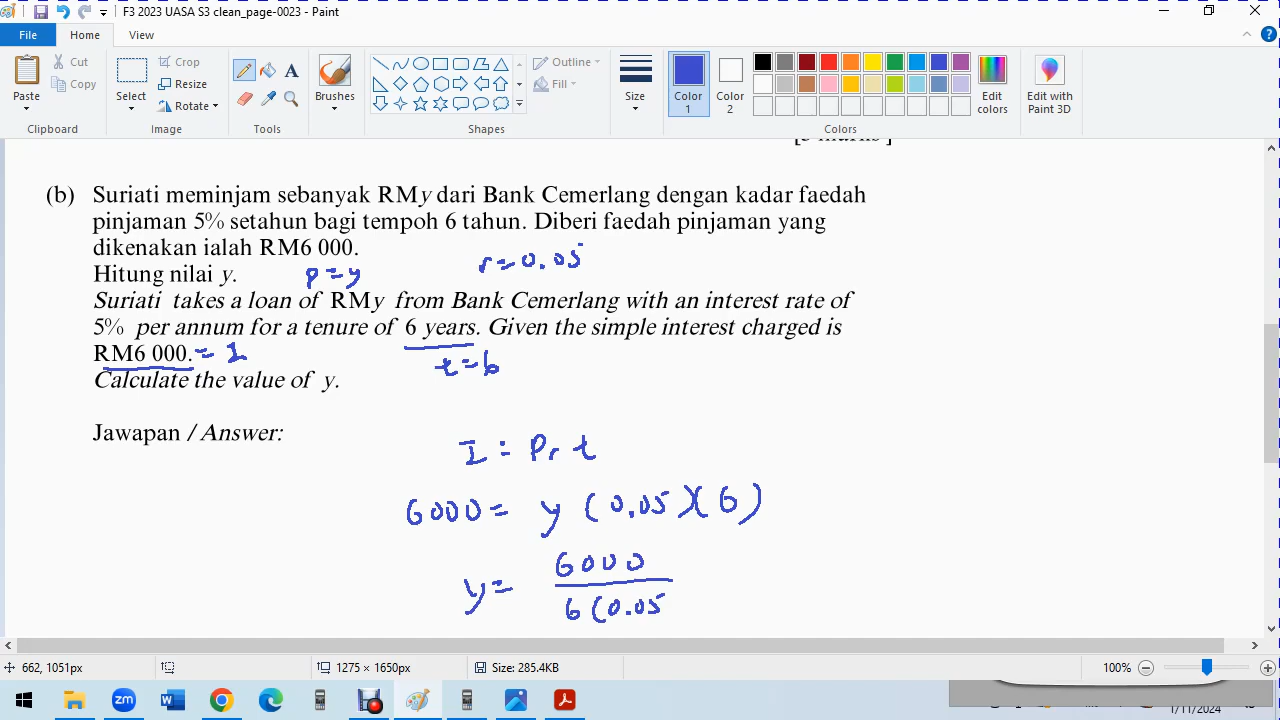 F3 2023 UASA S3 clean_page-0023 - Paint
File Home View
Paste Cut Copy Select Crop Resize Rotate A Brushes Outline Fill Size Color 1 Color 2 Edit colors Edit with Paint 3D
Clipboard Image Tools Shapes Colors
(b) Suriati meminjam sebanyak RMy dari Bank Cemerlang dengan kadar faedah
pinjaman 5% setahun bagi tempoh 6 tahun. Diberi faedah pinjaman yang
dikenakan ialah RM6 000.
Hitung nilai y. P = y r = 0.05
Suriati takes a loan of RMy from Bank Cemerlang with an interest rate of
5% per annum for a tenure of 6 years. Given the simple interest charged is
RM6 000. = I t = 6
Calculate the value of y.
Jawapan / Answer:
I = Prt
6000 = y (0.05)(6)
y = 6000
6(0.05
662, 1051px 1275 × 1650px Size: 285.4KB 100%
zm W
1/11/2024